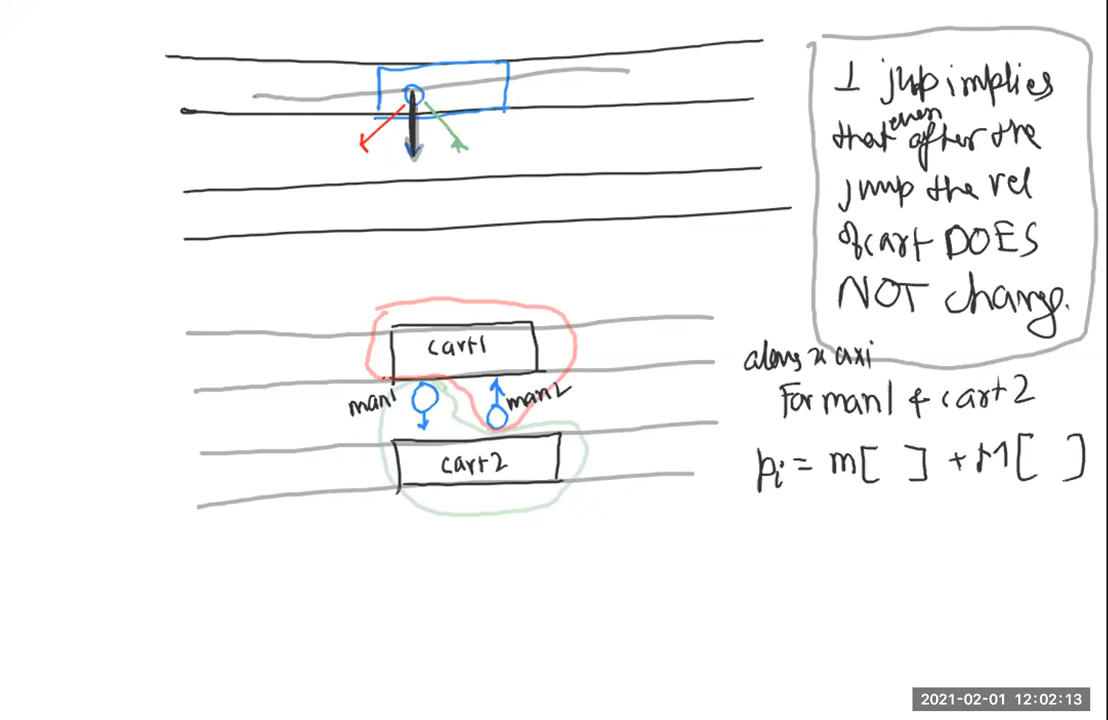 ⊥ jup implies
that even after the
jump the vel
of cart DOES
NOT change.
cart1
along x axi
man1
man2
For man1 & cart2
cart2
pi = m[ ] + M[ ]
2021-02-01 12:02:13